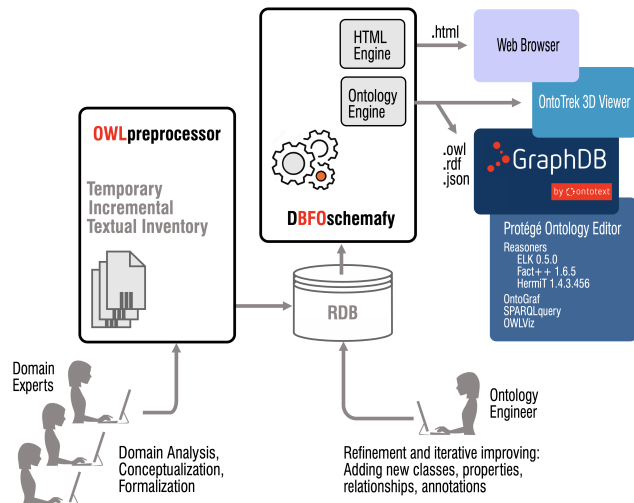 HTML
Engine
.html
Web Browser
Ontology
Engine
OntoTrek 3D Viewer
OWLpreprocessor
.owl
.rdf
.json
GraphDB
by ontotext
Temporary
Incremental
Textual Inventory
DBFOschemafy
Protégé Ontology Editor
Reasoners
ELK 0.5.0
Fact++ 1.6.5
HermiT 1.4.3.456
OntoGraf
SPARQLquery
OWLViz
RDB
Domain
Experts
Ontology
Engineer
Domain Analysis,
Conceptualization,
Formalization
Refinement and iterative improving:
Adding new classes, properties,
relationships, annotations